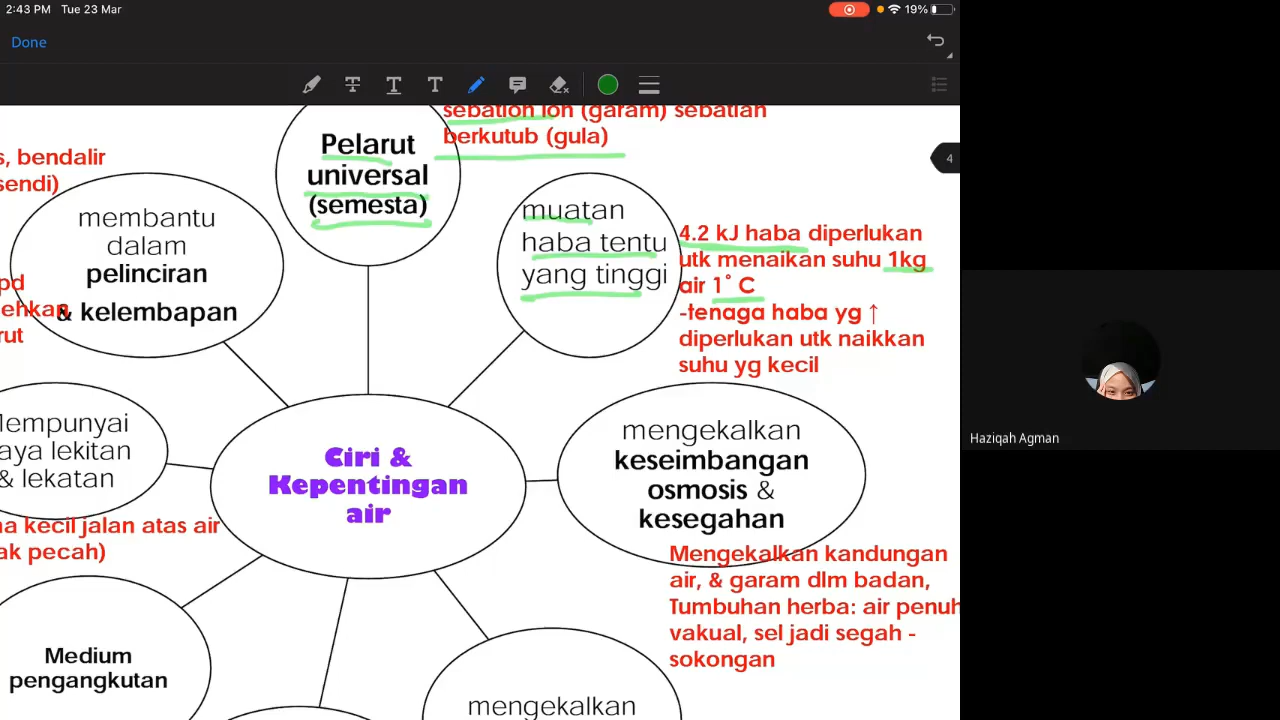 2:43 PM Tue 23 Mar
19%
Done
T T
4
sebation Ion (garam) sebatian
berkutub (gula)
Pelarut
universal
(semesta)
s, bendalir
sendi)
membantu
dalam
pelinciran
& kelembapan
muatan
haba tentu
yang tinggi
4.2 kJ haba diperlukan
utk menaikan suhu 1kg
air 1° C
-tenaga haba yg ↑
diperlukan utk naikkan
suhu yg kecil
pd
ehkan
rut
Mempunyai
aya lekitan
& lekatan
Ciri &
Kepentingan
air
mengekalkan
keseimbangan
osmosis &
kesegahan
Haziqah Agman
a kecil jalan atas air
ak pecah)
Mengekalkan kandungan
air, & garam dlm badan,
Tumbuhan herba: air penuh
vakual, sel jadi segah -
sokongan
Medium
pengangkutan
mengekalkan